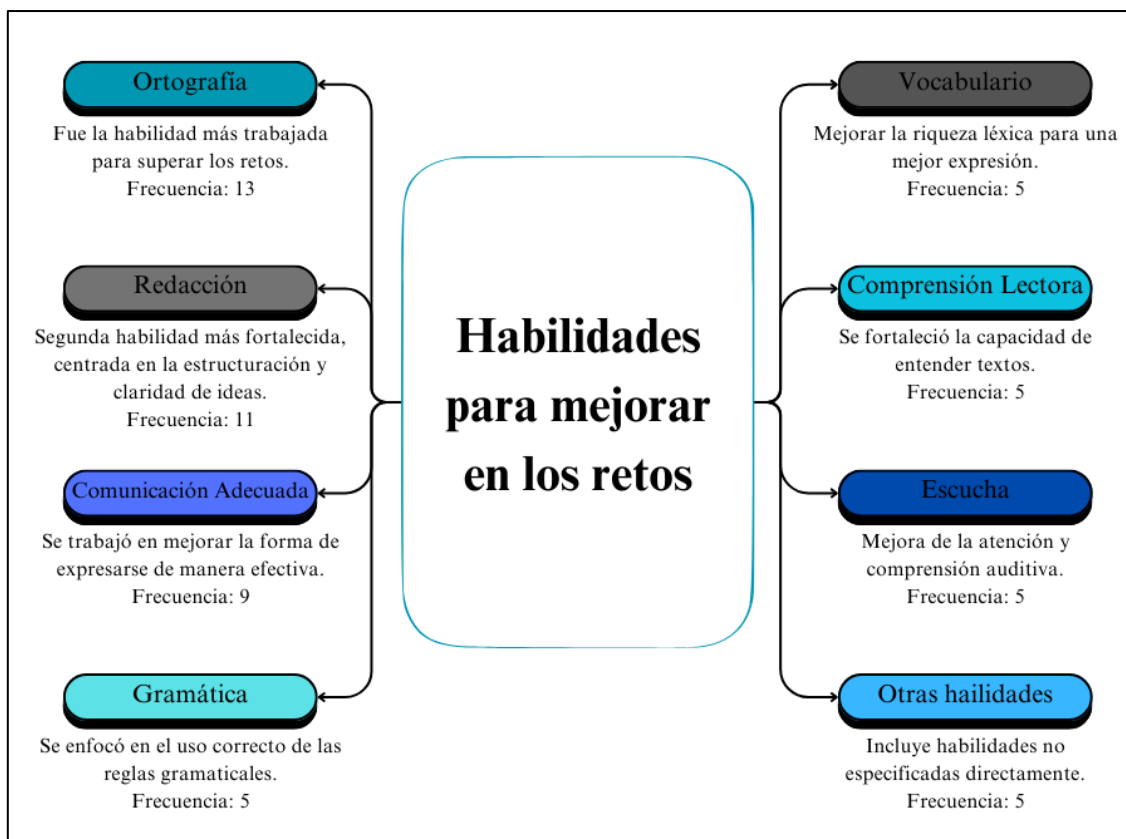 Ortografía
Fue la habilidad más trabajada
para superar los retos.
Frecuencia: 13
Redacción
Segunda habilidad más fortalecida,
centrada en la estructuración y
claridad de ideas.
Frecuencia: 11
Comunicación Adecuada
Se trabajó en mejorar la forma de
expresarse de manera efectiva.
Frecuencia: 9
Gramática
Se enfocó en el uso correcto de las
reglas gramaticales.
Frecuencia: 5
Habilidades
para mejorar
en los retos
Vocabulario
Mejorar la riqueza léxica para una
mejor expresión.
Frecuencia: 5
Comprensión Lectora
Se fortaleció la capacidad de
entender textos.
Frecuencia: 5
Escucha
Mejora de la atención y
comprensión auditiva.
Frecuencia: 5
Otras hailidades
Incluye habilidades no
especificadas directamente.
Frecuencia: 5